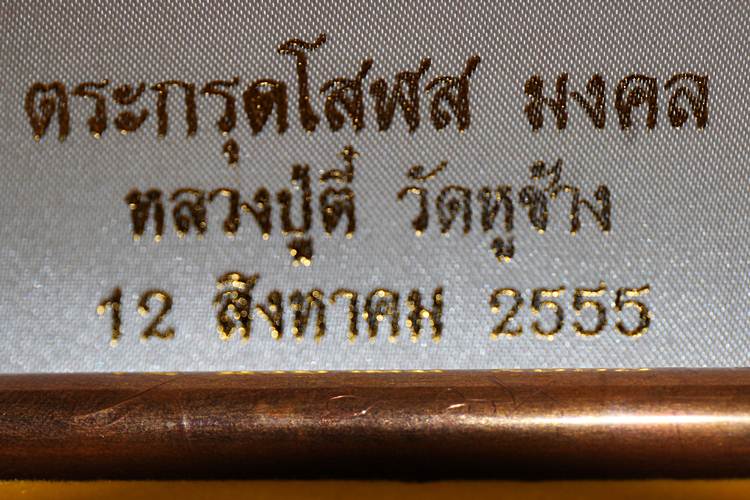 ตระกรุดโสฬส มงคล
หลวงปู่ตี๋ วัดหูช้าง
12 สิงหาคม 2555